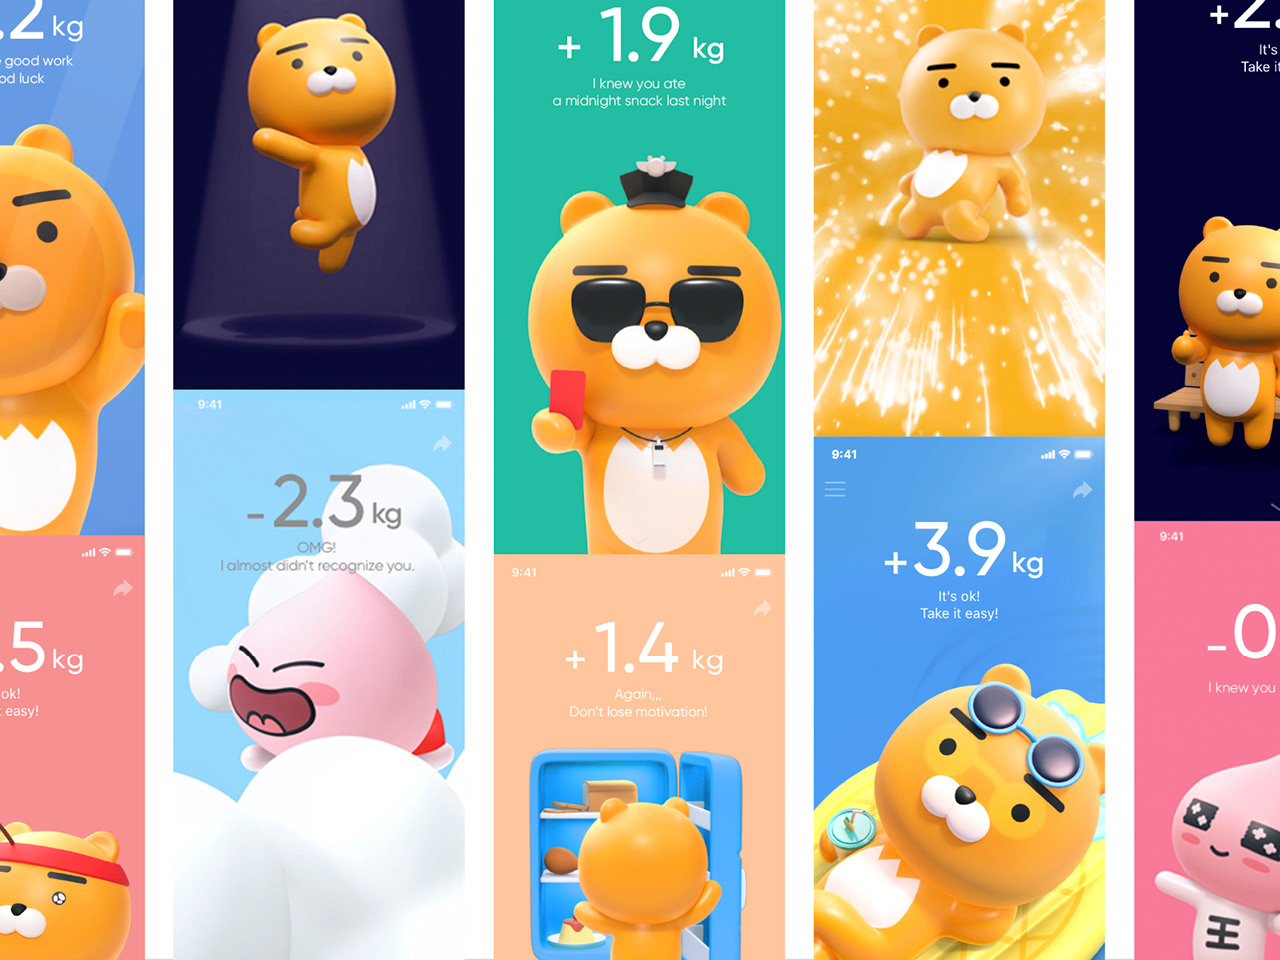 .2 kg
good work
od luck
.5 kg
ok!
easy!
9:41
-2.3 kg
OMG!
I almost didn't recognize you.
+ 1.9 kg
I knew you ate
a midnight snack last night
9:41
+ 1.4 kg
Again,,,
Don't lose motivation!
9:41
+3.9 kg
It's ok!
Take it easy!
+2.
It's
Take it
9:41
-0
I knew you
王